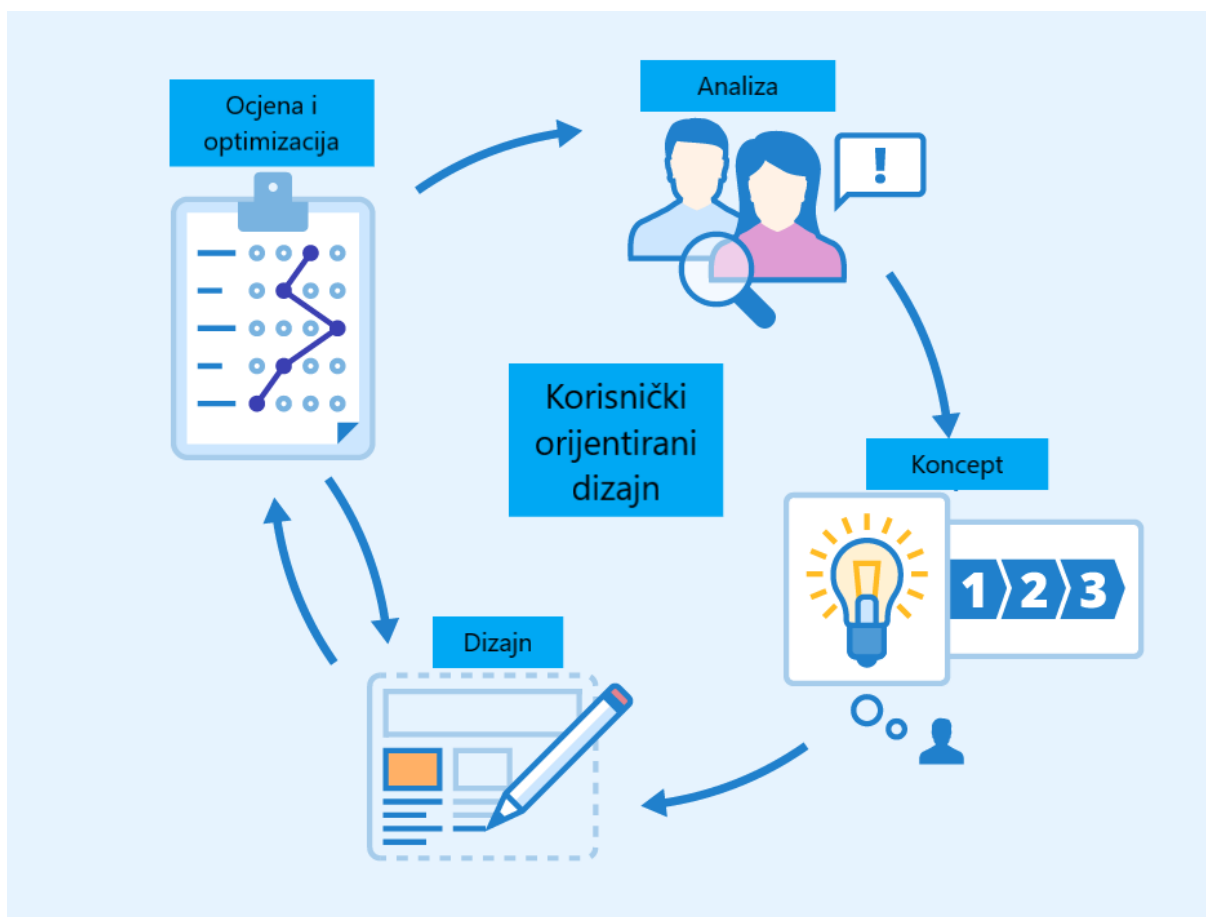 Ocjena i
optimizacija
Analiza
!
Korisnički
orijentirani
dizajn
Koncept
1 2 3
Dizajn